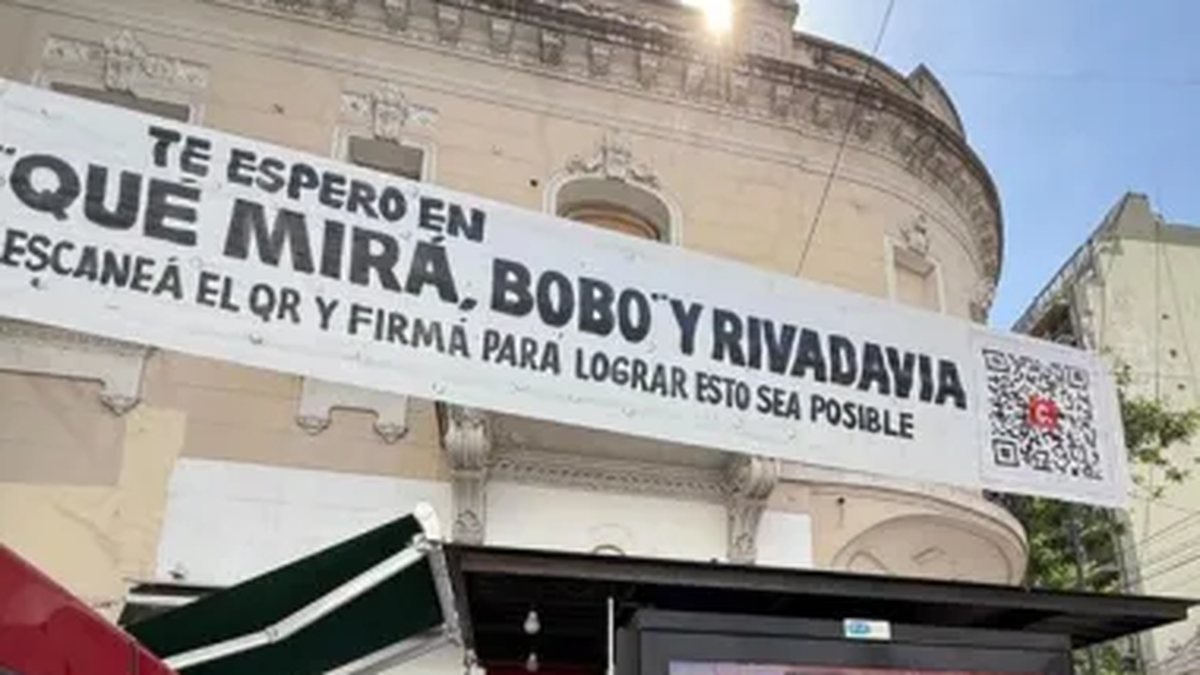 TE ESPERO EN
"QUÉ MIRÁ, BOBO" Y RIVADAVIA
ESCANEÁ EL QR Y FIRMÁ PARA LOGRAR ESTO SEA POSIBLE
C